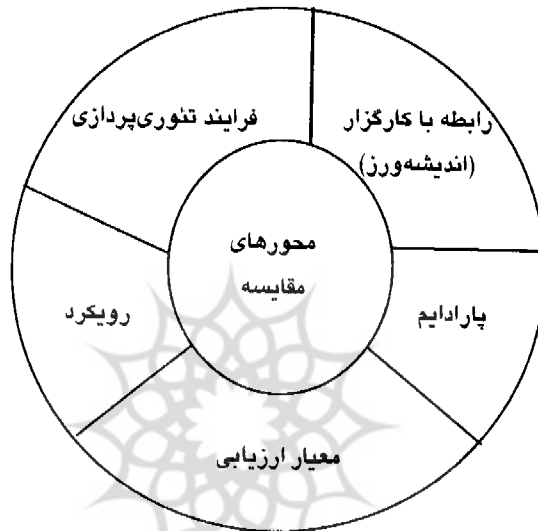 رابطه با کارگزار
(اندیشه‌ورز)
فرایند تئوری‌پردازی
محورهای
مقایسه
پارادایم
رویکرد
معیار ارزیابی